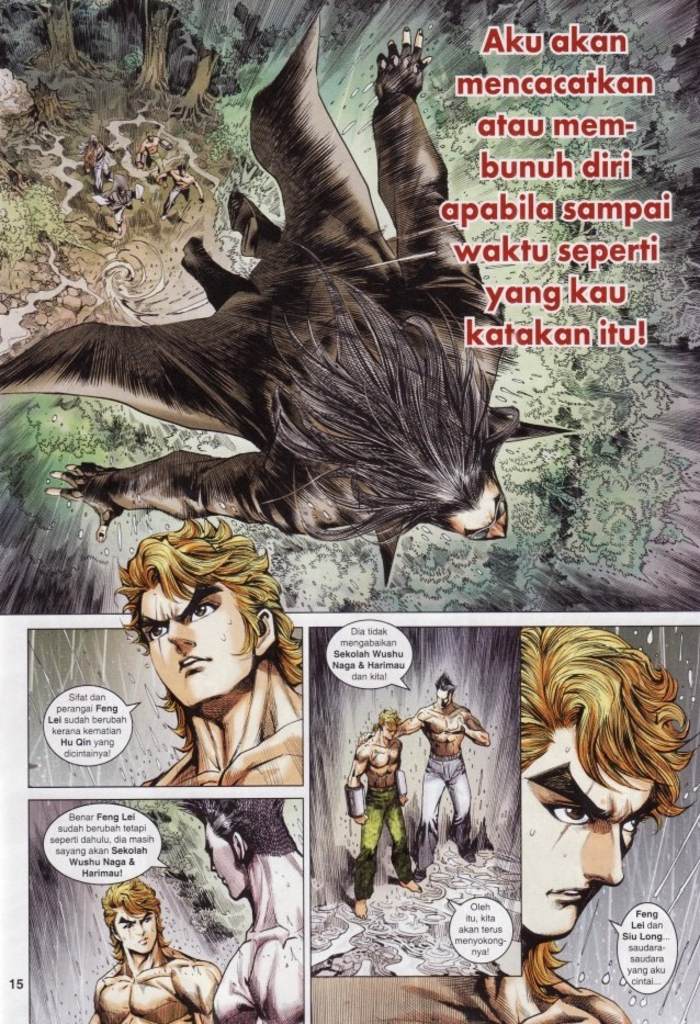 Aku akan
mencacatkan
atau mem-
bunuh diri
apabila sampai
waktu seperti
yang kau
katakan itu!
Sifat dan
perangai Feng
Lei sudah berubah
kerana kematian
Hu Qin yang
dicintainya!
Dia tidak
mengabaikan
Sekolah Wushu
Naga & Harimau
dan kita!
Benar Feng Lei
sudah berubah tetapi
seperti dahulu, dia masih
sayang akan Sekolah
Wushu Naga &
Harimau!
Oleh
itu, kita
akan terus
menyokong-
nya!
Feng
Lei dan
Siu Long...
saudara-
saudara
yang aku
cintai...
15